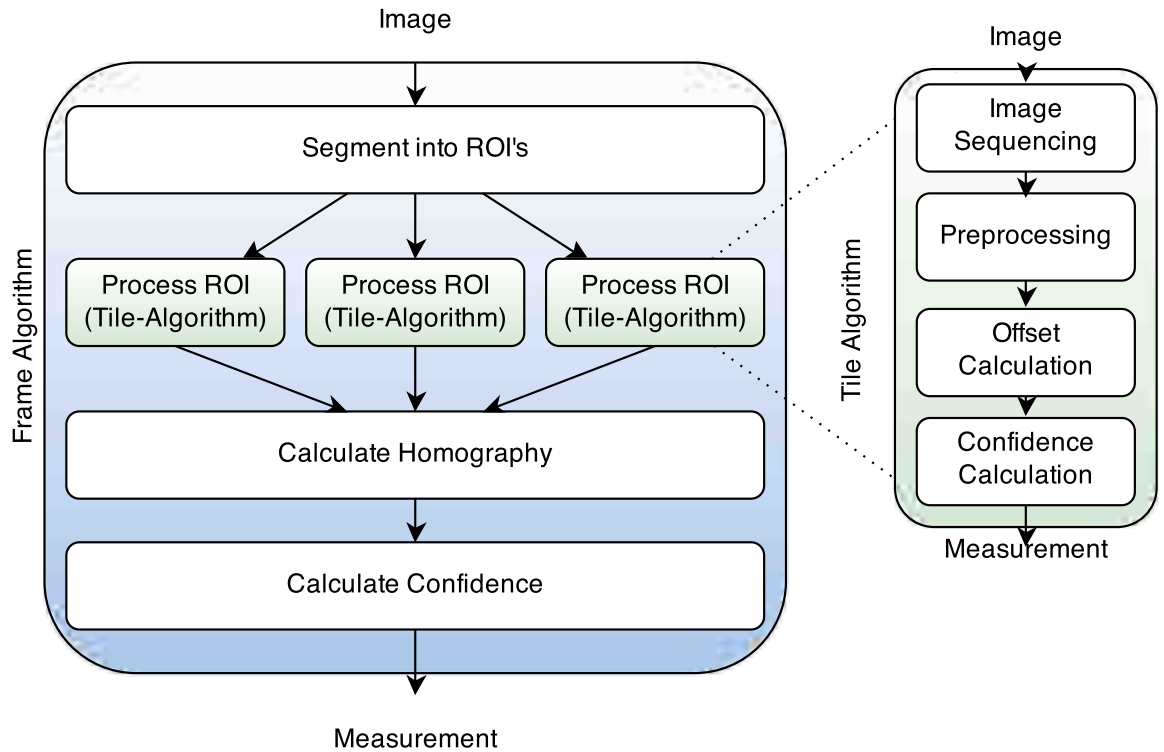 Image
Segment into ROI's
Process ROI
(Tile-Algorithm)
Process ROI
(Tile-Algorithm)
Process ROI
(Tile-Algorithm)
Calculate Homography
Calculate Confidence
Measurement
Frame Algorithm
Image
Image
Sequencing
Preprocessing
Offset
Calculation
Confidence
Calculation
Measurement
Tile Algorithm